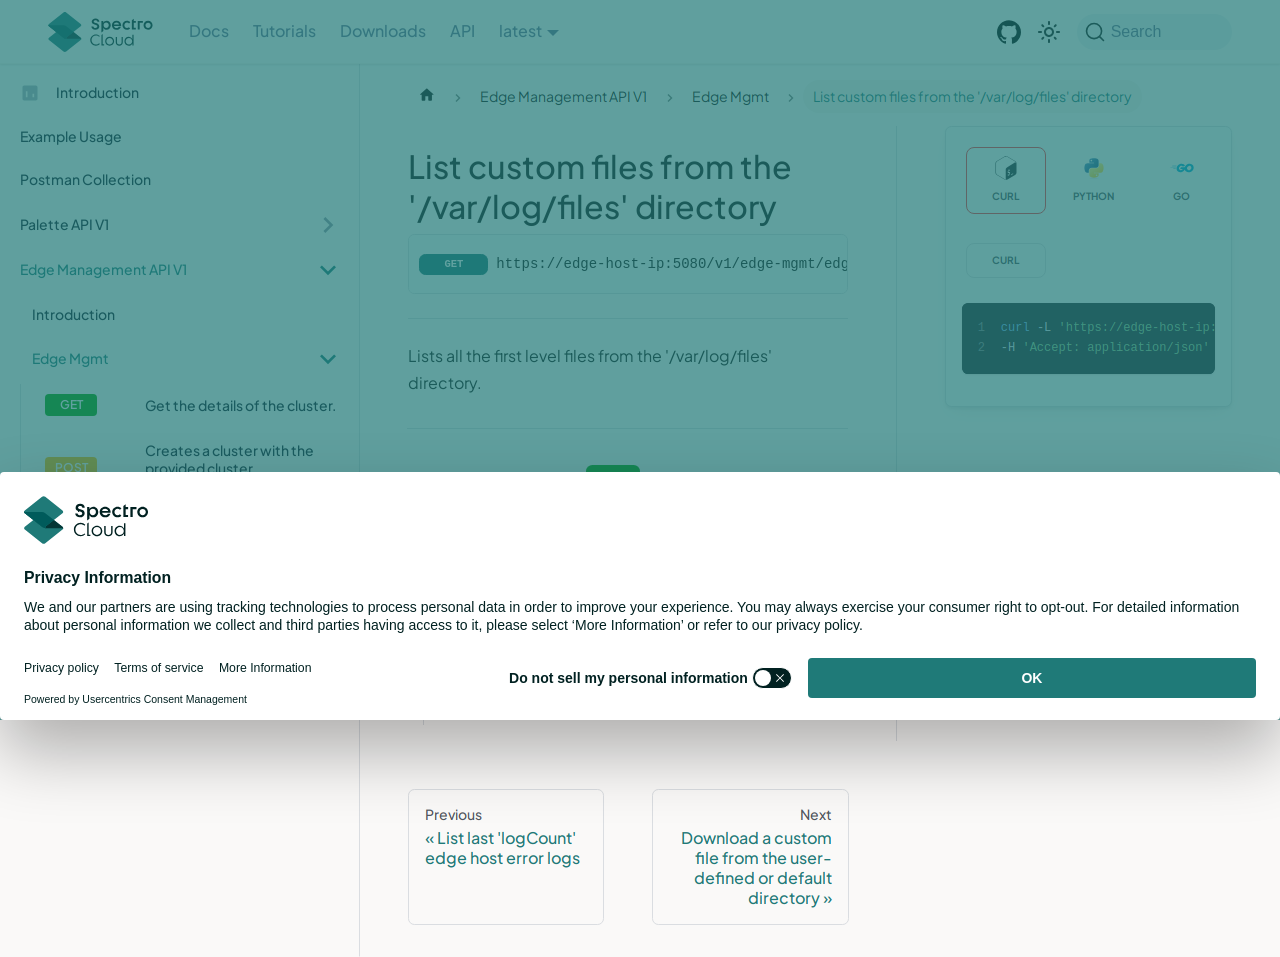 Spectro Cloud
Docs Tutorials Downloads API latest Search
Introduction
Example Usage
Postman Collection
Palette API V1
Edge Management API V1
Introduction
Edge Mgmt
GET Get the details of the cluster.
POST Creates a cluster with the
provided cluster
Edge Management API V1 Edge Mgmt List custom files from the '/var/log/files' directory
List custom files from the
'/var/log/files' directory
GET https://edge-host-ip:5080/v1/edge-mgmt/edg
Lists all the first level files from the '/var/log/files'
directory.
CURL PYTHON GO
CURL
1 curl -L 'https://edge-host-ip:
2 -H 'Accept: application/json'
Spectro
Cloud
Privacy Information
We and our partners are using tracking technologies to process personal data in order to improve your experience. You may always exercise your consumer right to opt-out. For detailed information
about personal information we collect and third parties having access to it, please select ‘More Information’ or refer to our privacy policy.
Privacy policy Terms of service More Information
Powered by Usercentrics Consent Management
Do not sell my personal information
OK
Previous
« List last 'logCount'
edge host error logs
Next
Download a custom
file from the user-
defined or default
directory »